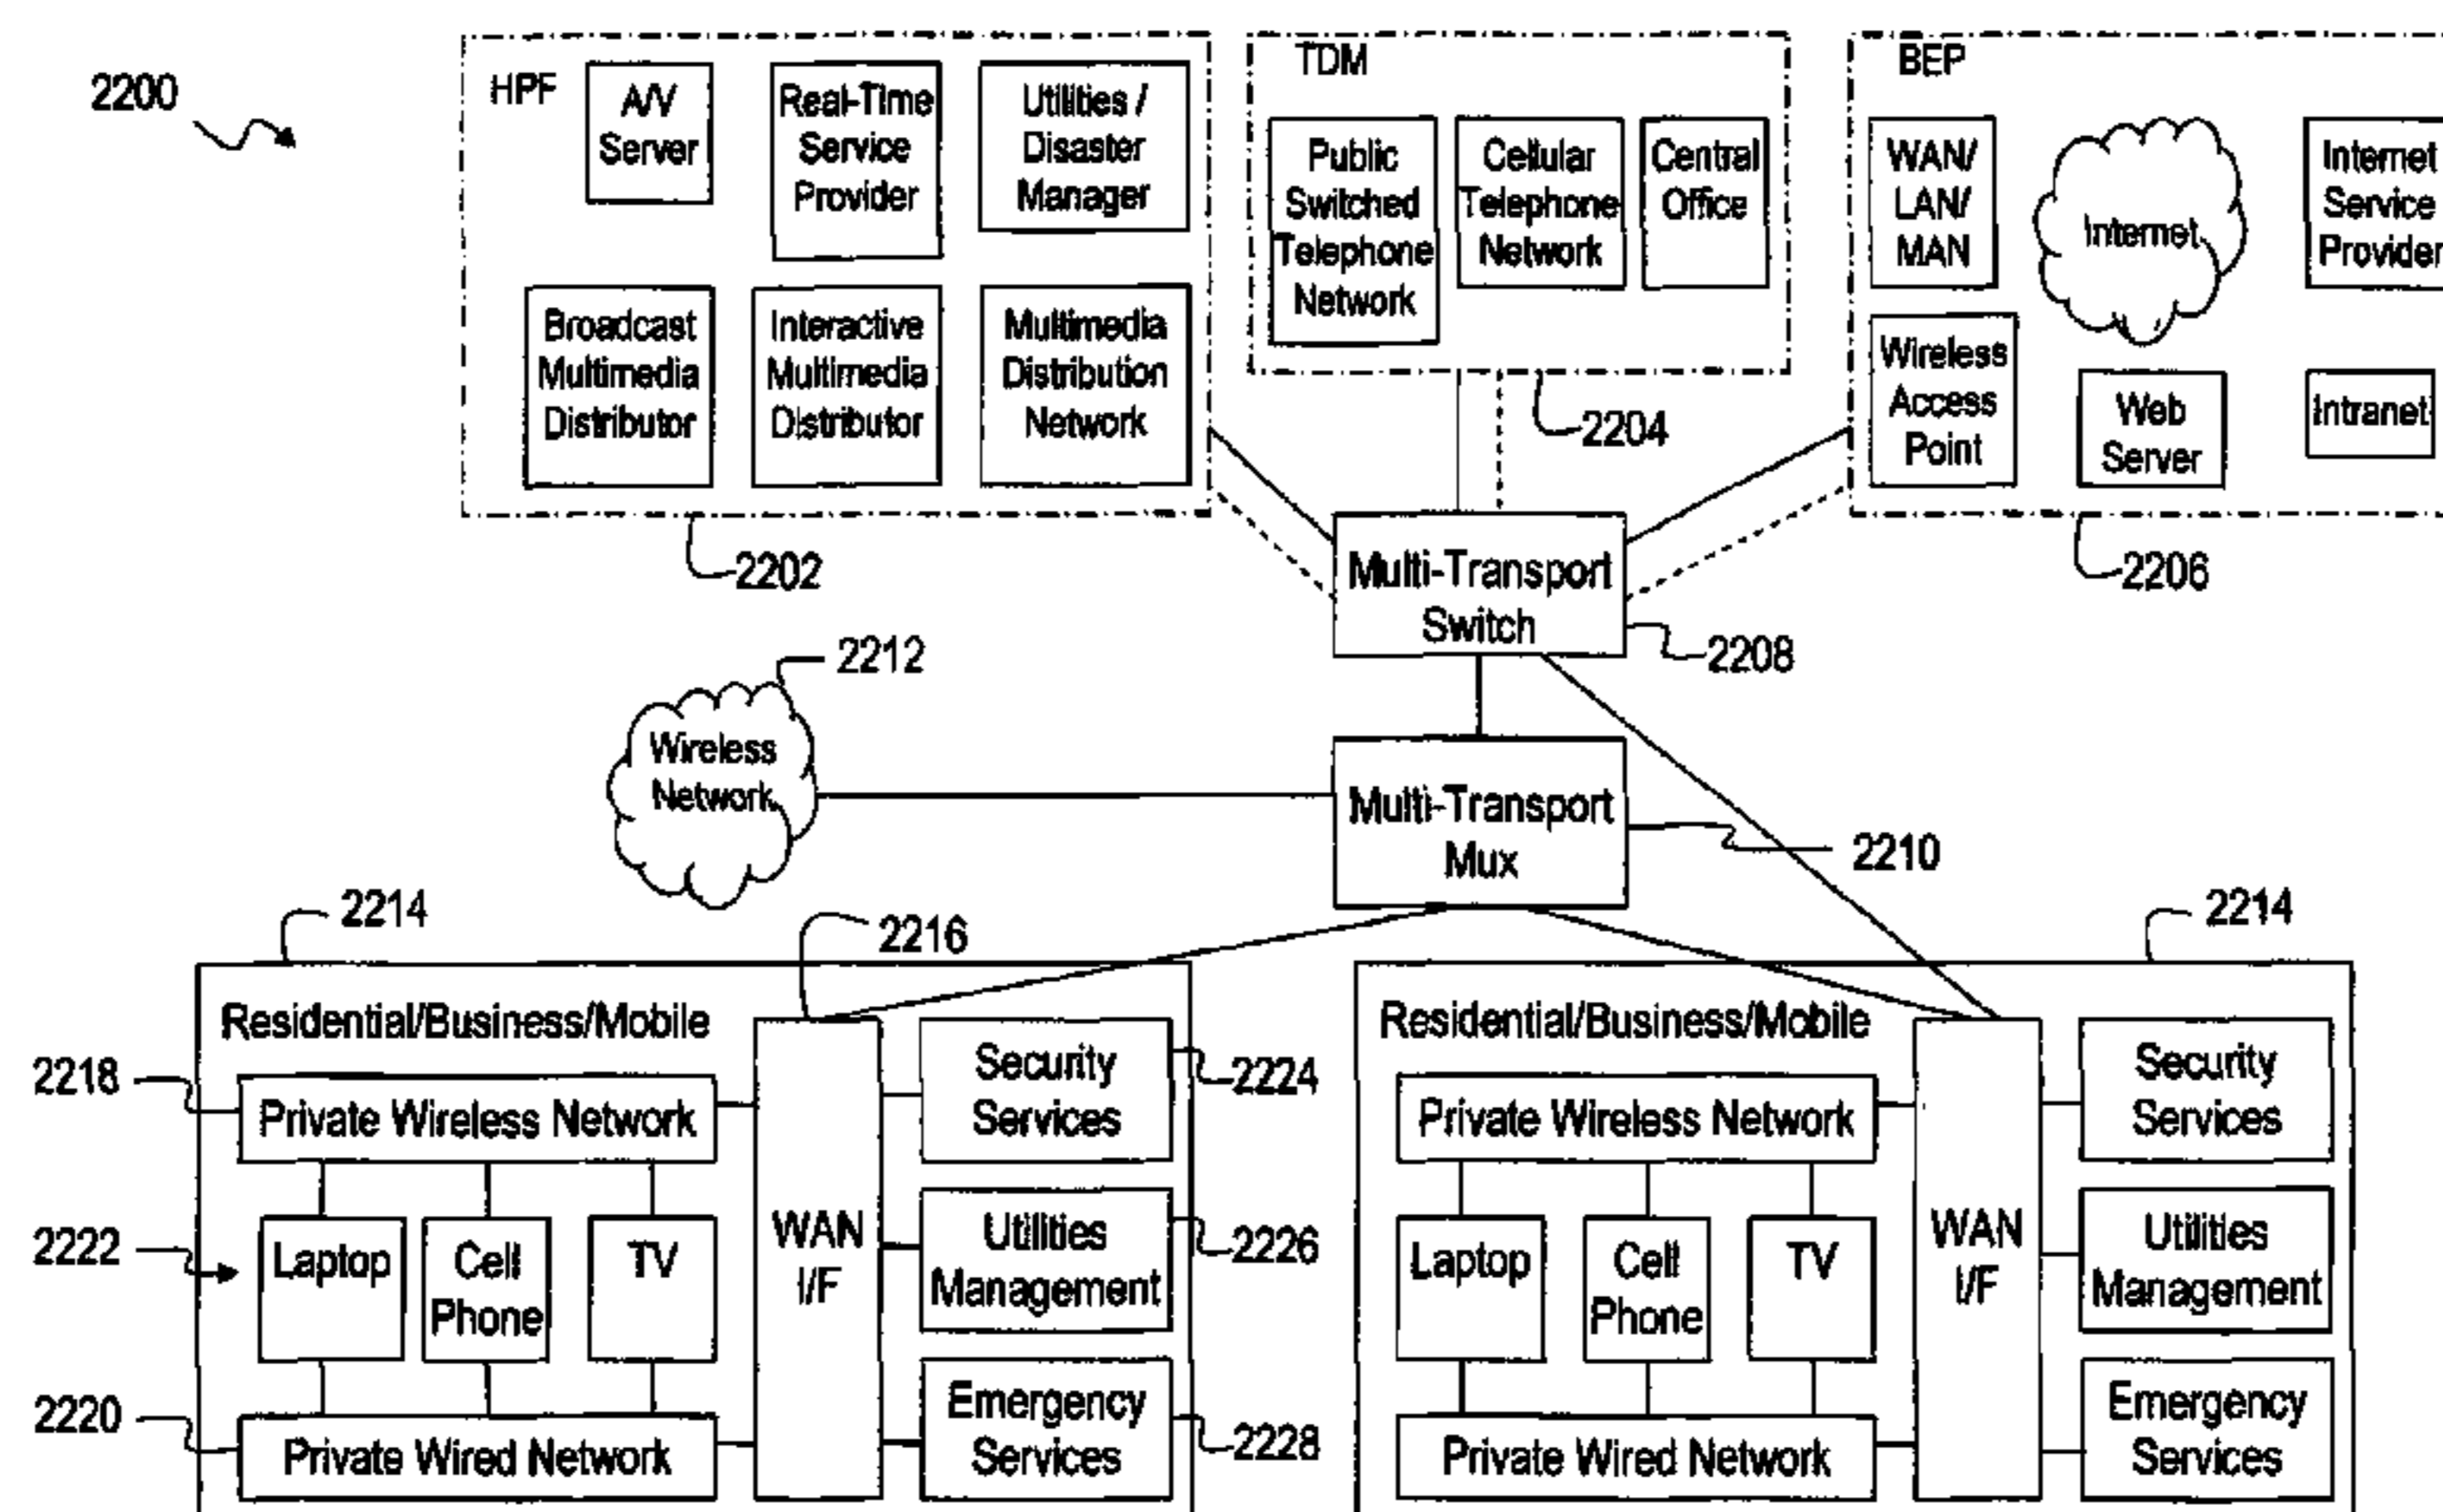 2200
HPF
A/V
Server
Real-Time
Service
Provider
Utilities /
Disaster
Manager
Broadcast
Multimedia
Distributor
Interactive
Multimedia
Distributor
Multimedia
Distribution
Network
2202
TDM
Public
Switched
Telephone
Network
Cellular
Telephone
Network
Central
Office
2204
BEP
WAN/
LAN/
MAN
Internet
Internet
Service
Provider
Wireless
Access
Point
Web
Server
Intranet
2206
Multi-Transport
Switch
2208
2212
Wireless
Network
Multi-Transport
Mux
2210
2214
2216
Residential/Business/Mobile
2218
Private Wireless Network
2222
Laptop
Cell
Phone
TV
2220
Private Wired Network
WAN
I/F
Security
Services
2224
Utilities
Management
2226
Emergency
Services
2228
2214
Residential/Business/Mobile
Private Wireless Network
Laptop
Cell
Phone
TV
Private Wired Network
WAN
I/F
Security
Services
Utilities
Management
Emergency
Services